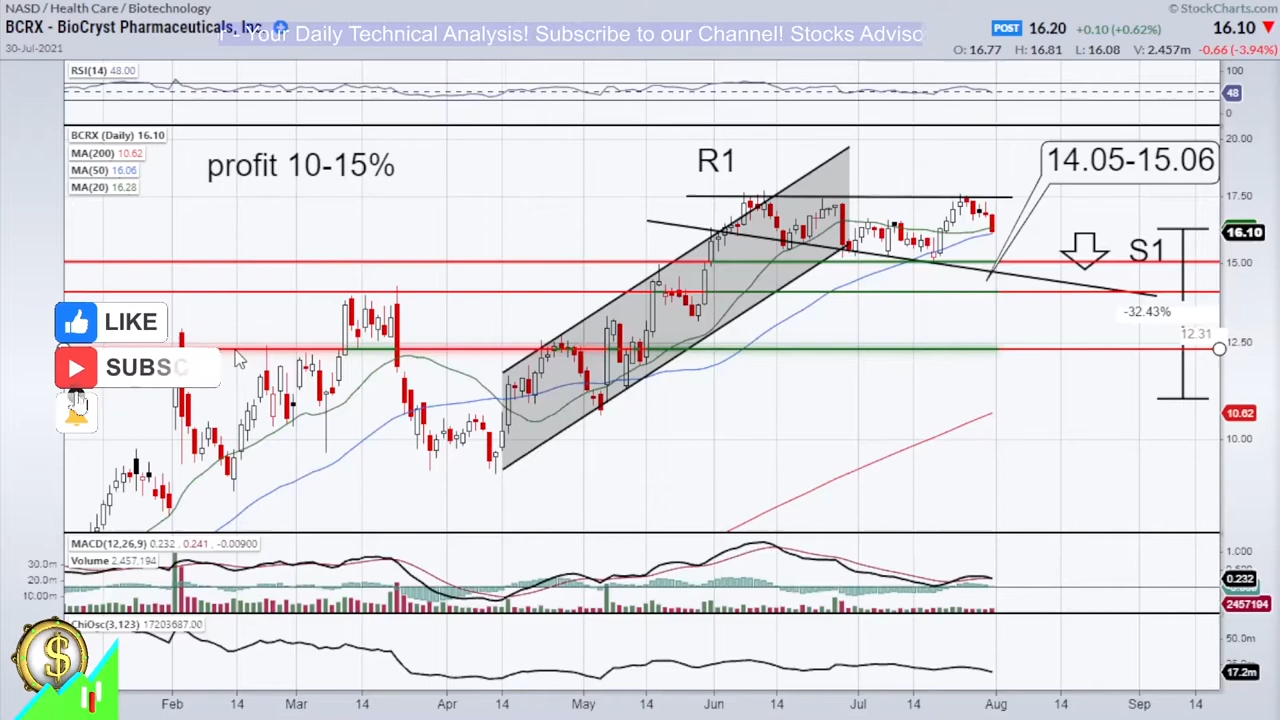 NASD / Health Care / Biotechnology
© StockCharts.com
BCRX - BioCryst Pharmaceuticals, Inc.
- Your Daily Technical Analysis! Subscribe to our Channel! Stocks Adviso
POST 16.20 +0.10 (+0.62%) 16.10
30-Jul-2021
O: 16.77 H: 16.81 L: 16.08 V: 2.457m -0.66 (-3.94%)
RSI(14) 48.00
100
48
0
BCRX (Daily) 16.10
MA(200) 10.62
MA(50) 16.06
MA(20) 16.28
profit 10-15%
R1
14.05-15.06
S1
-32.43%
12.31
20.00
17.50
16.10
15.00
12.50
10.62
10.00
LIKE
SUBSC
MACD(12,26,9) 0.232, 0.241, -0.00900
Volume 2,457,194
30.0m
20.0m
10.00m
1.000
0.232
2457194
ChiOsc(3,123) 17203687.00
50.0m
17.2m
$
Feb 14 Mar 14 Apr 14 May 14 Jun 14 Jul 14 Aug 14 Sep 14